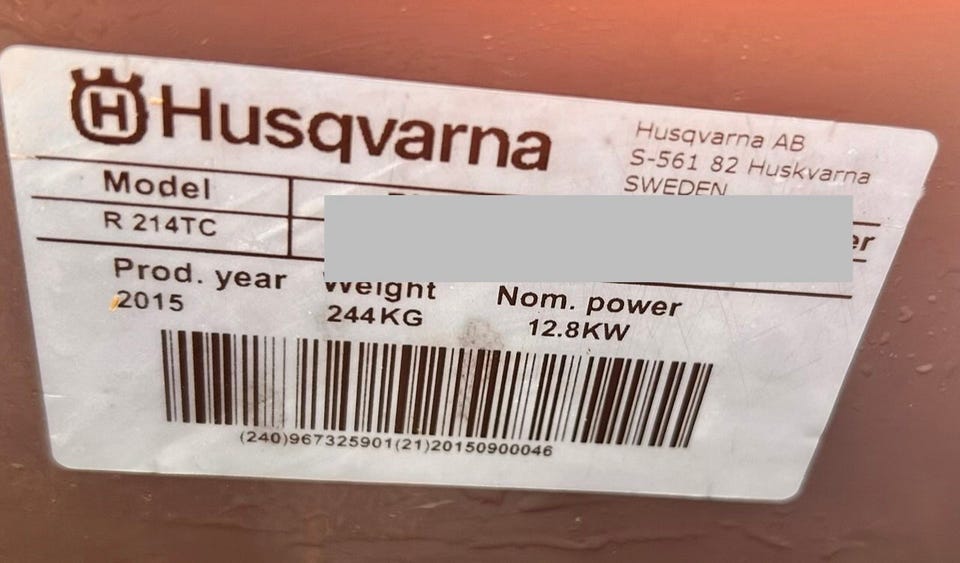 Husqvarna
Husqvarna AB
S-561 82 Huskvarna
SWEDEN
Model
R 214TC
Prod. year
2015
Weight
244KG
Nom. power
12.8KW
(240)967325901(21)20150900046